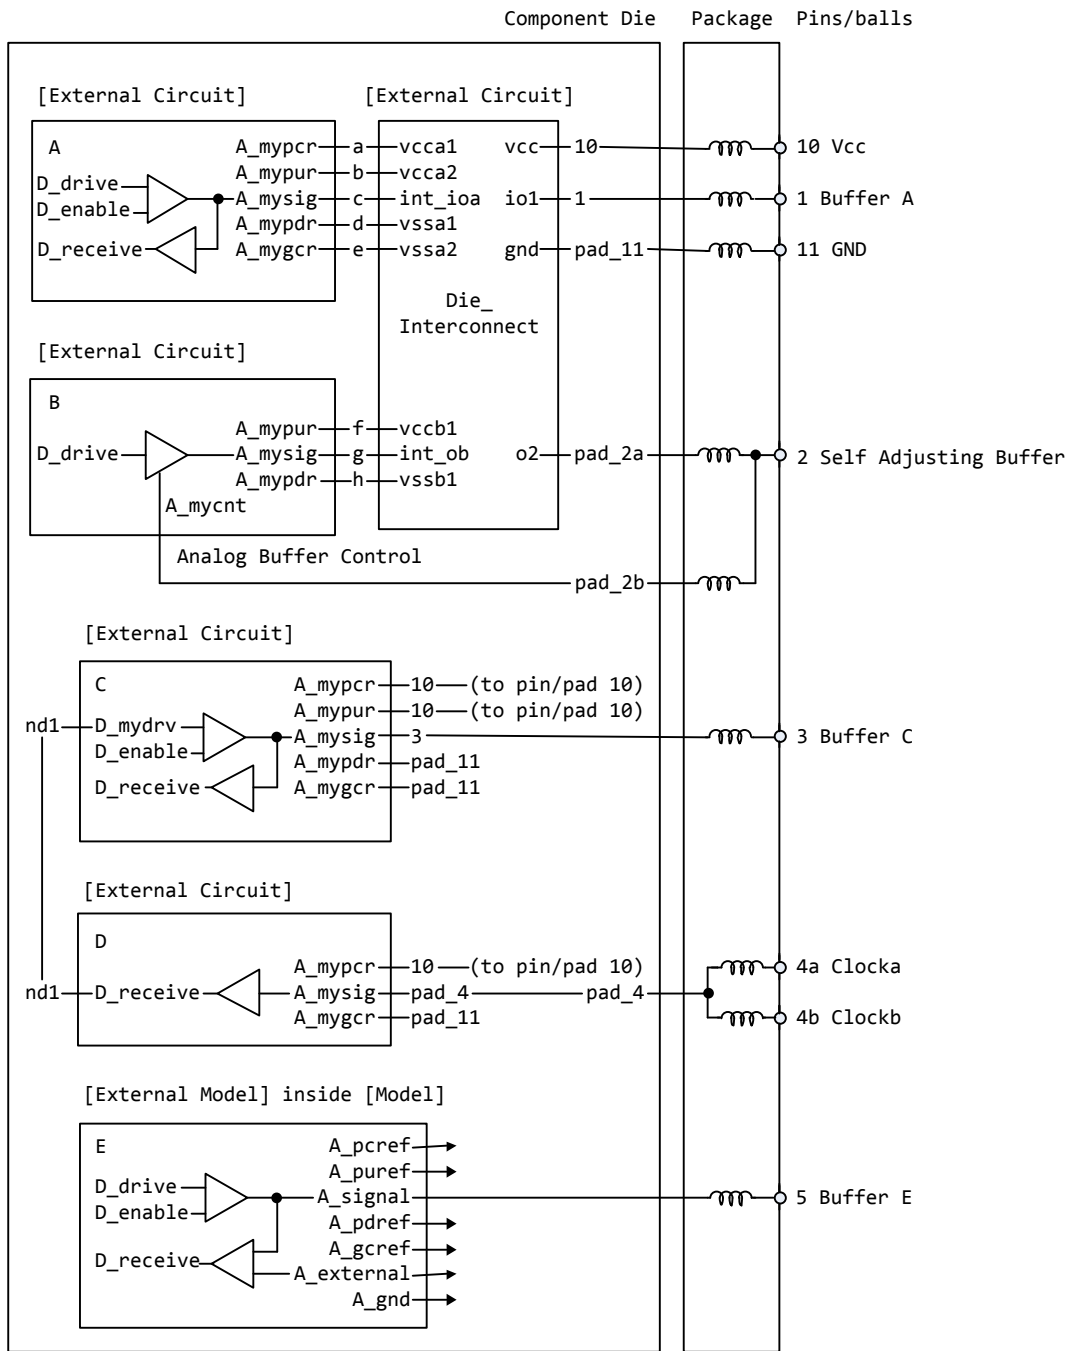 Component Die Package Pins/balls
[External Circuit] [External Circuit]
A A_mypcr a vcca1 vcc 10 10 Vcc
A_mypur b vcca2
D_drive A_mysig c int_ioa io1 1 1 Buffer A
D_enable
A_mypdr d vssa1
D_receive A_mygcr e vssa2 gnd pad_11 11 GND
Die_
Interconnect
[External Circuit]
B
A_mypur f vccb1
D_drive A_mysig g int_ob o2 pad_2a 2 Self Adjusting Buffer
A_mypdr h vssb1
A_mycnt
Analog Buffer Control
pad_2b
[External Circuit]
C A_mypcr 10 (to pin/pad 10)
A_mypur 10 (to pin/pad 10)
nd1 D_mydrv A_mysig 3 3 Buffer C
D_enable
A_mypdr pad_11
D_receive A_mygcr pad_11
[External Circuit]
D
A_mypcr 10 (to pin/pad 10) 4a Clocka
nd1 D_receive A_mysig pad_4 pad_4
A_mygcr pad_11 4b Clockb
[External Model] inside [Model]
E A_pcref
A_puref
D_drive A_signal 5 Buffer E
D_enable
A_pdref
A_gcref
D_receive A_external
A_gnd